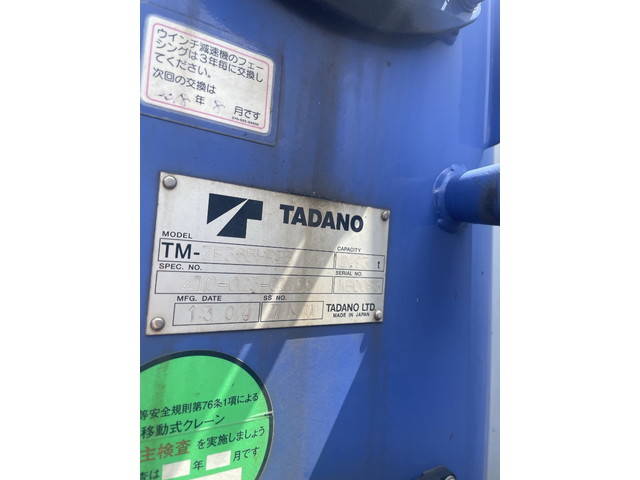 ウインチ減速機のフェー
シングは3年毎に交換し
てください。
次回の交換は
年 月です
TADANO
MODEL
CAPACITY
TM-
t
SPEC. NO.
SERIAL NO.
MFG. DATE
SS NO.
TADANO LTD.
MADE IN JAPAN
等安全規則第76条1項による
移動式クレーン
主検査を実施しましょう
査は 年 月です